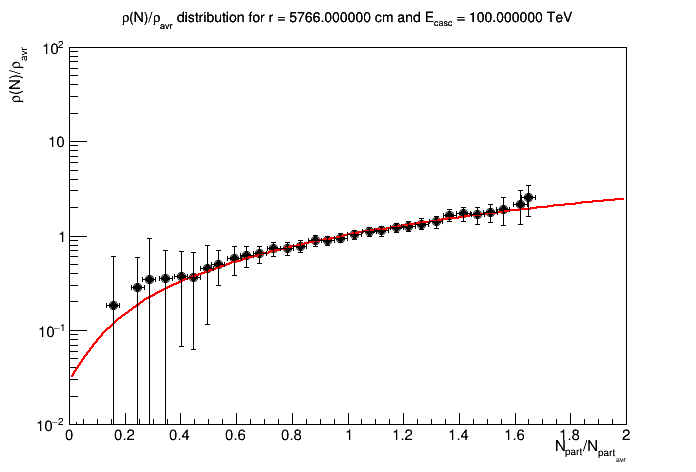 ρ(N)/ρavr distribution for r = 5766.000000 cm and Ecasc = 100.000000 TeV
ρ(N)/ρavr
10²
10
1
10⁻¹
10⁻²
0 0.2 0.4 0.6 0.8 1 1.2 1.4 1.6 1.8 2
Npart/Npartavr